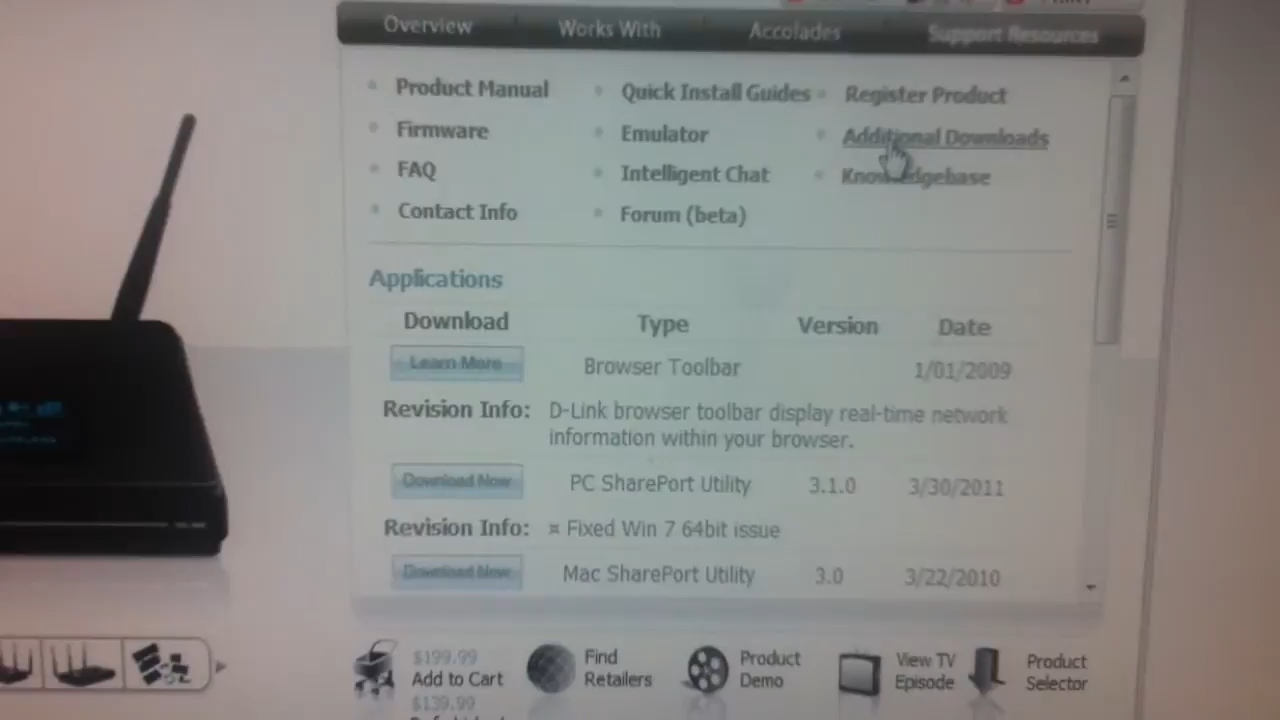 Overview Works With Accolades Support Resources
Product Manual Quick Install Guides Register Product
Firmware Emulator Additional Downloads
FAQ Intelligent Chat Knowledgebase
Contact Info Forum (beta)
Applications
Download Type Version Date
Learn More Browser Toolbar 1/01/2009
Revision Info: D-Link browser toolbar display real-time network
information within your browser.
Download Now PC SharePort Utility 3.1.0 3/30/2011
Revision Info: ¤ Fixed Win 7 64bit issue
Download Now Mac SharePort Utility 3.0 3/22/2010
$199.99 Find Product View TV Product
Add to Cart Retailers Demo Episode Selector
$139.99